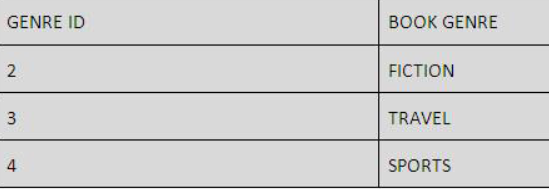 GENRE ID BOOK GENRE
2 FICTION
3 TRAVEL
4 SPORTS